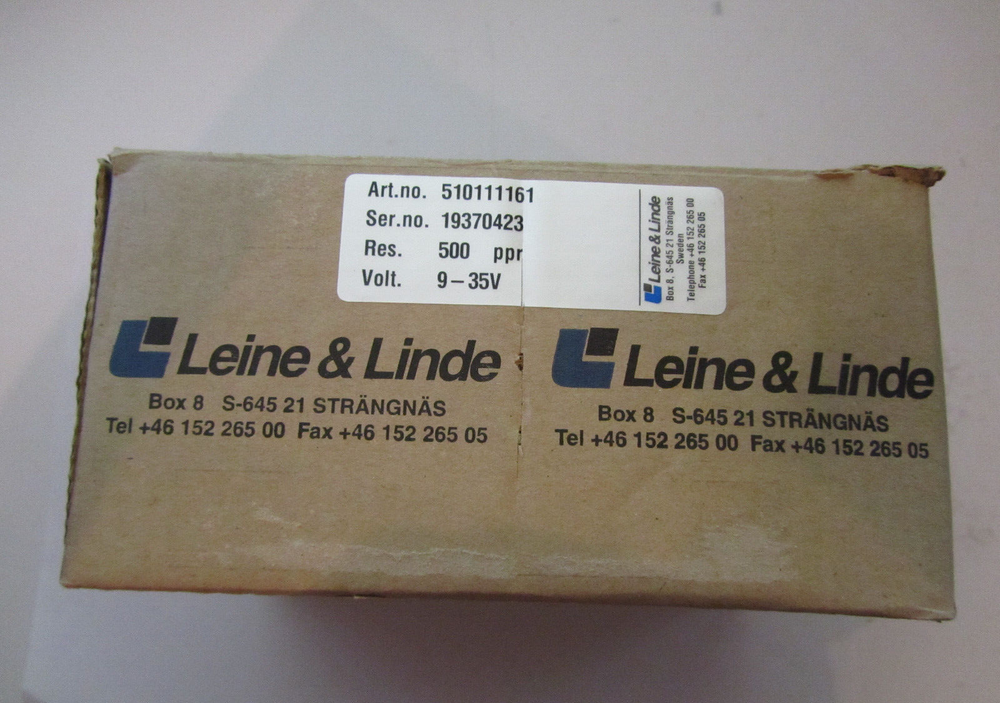 Art.no. 510111161
Ser.no. 19370423
Res. 500 ppr
Volt. 9–35V
Leine & Linde
Box 8, S-645 21 Strängnäs
Sweden
Telephone +46 152 265 00
Fax +46 152 265 05
Leine & Linde
Box 8 S-645 21 STRÄNGNÄS
Tel +46 152 265 00 Fax +46 152 265 05
Leine & Linde
Box 8 S-645 21 STRÄNGNÄS
Tel +46 152 265 00 Fax +46 152 265 05